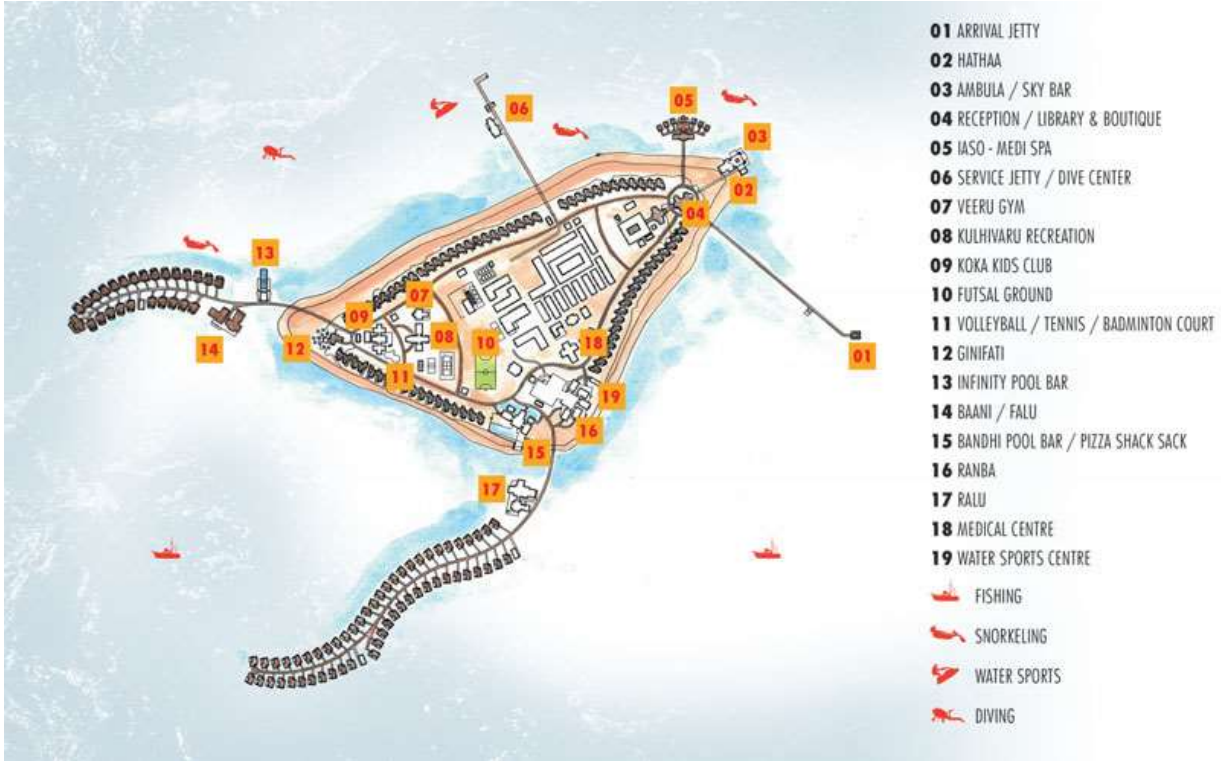 06
05
03
02
04
13
07
09
08
10
18
01
14
12
11
19
16
15
17
01 ARRIVAL JETTY
02 HATHAA
03 AMBULA / SKY BAR
04 RECEPTION / LIBRARY & BOUTIQUE
05 IASO - MEDI SPA
06 SERVICE JETTY / DIVE CENTER
07 VEERU GYM
08 KULHIVARU RECREATION
09 KOKA KIDS CLUB
10 FUTSAL GROUND
11 VOLLEYBALL / TENNIS / BADMINTON COURT
12 GINIFATI
13 INFINITY POOL BAR
14 BAANI / FALU
15 BANDHI POOL BAR / PIZZA SHACK SACK
16 RANBA
17 RALU
18 MEDICAL CENTRE
19 WATER SPORTS CENTRE
FISHING
SNORKELING
WATER SPORTS
DIVING